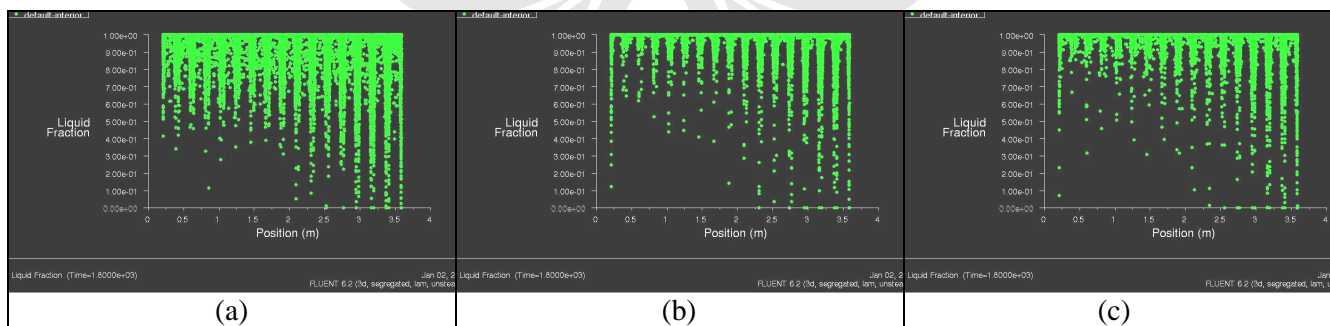 default-interior
1.00e+00
9.00e-01
8.00e-01
7.00e-01
6.00e-01
5.00e-01
4.00e-01
3.00e-01
2.00e-01
1.00e-01
0.00e+00
Liquid
Fraction
0 0.5 1 1.5 2 2.5 3 3.5 4
Position (m)
Liquid Fraction (Time=1.8000e+03)
Jan 02, 2
FLUENT 6.2 (3d, segregated, lam, unstea
(a)
default-interior
1.00e+00
9.00e-01
8.00e-01
7.00e-01
6.00e-01
5.00e-01
4.00e-01
3.00e-01
2.00e-01
1.00e-01
0.00e+00
Liquid
Fraction
0 0.5 1 1.5 2 2.5 3 3.5 4
Position (m)
Liquid Fraction (Time=1.8000e+03)
Jan 02, 2
FLUENT 6.2 (3d, segregated, lam, unstea
(b)
default-interior
1.00e+00
9.00e-01
8.00e-01
7.00e-01
6.00e-01
5.00e-01
4.00e-01
3.00e-01
2.00e-01
1.00e-01
0.00e+00
Liquid
Fraction
0 0.5 1 1.5 2 2.5 3 3.5 4
Position (m)
Liquid Fraction (Time=1.8000e+03)
Jan 02, 2
FLUENT 6.2 (3d, segregated, lam, unstea
(c)